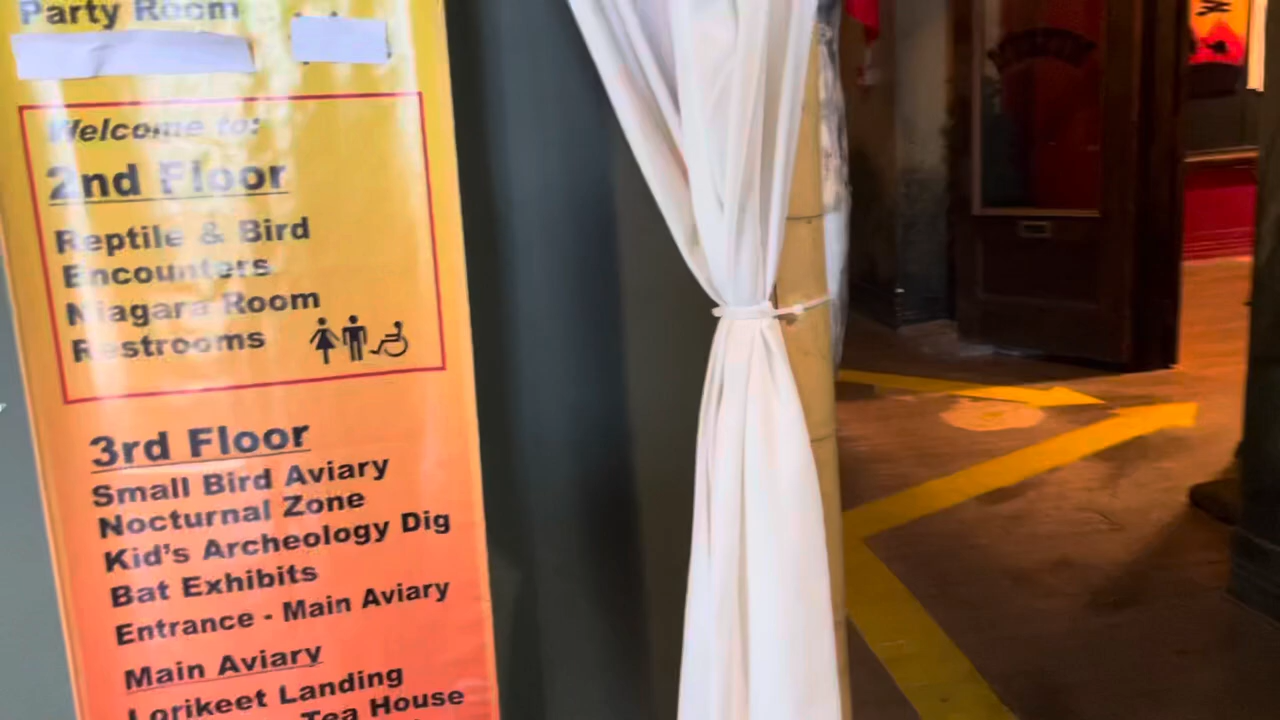 Party Room
Welcome to:
2nd Floor
Reptile & Bird
Encounters
Niagara Room
Restrooms
3rd Floor
Small Bird Aviary
Nocturnal Zone
Kid's Archeology Dig
Bat Exhibits
Entrance - Main Aviary
Main Aviary
Lorikeet Landing
Tea House